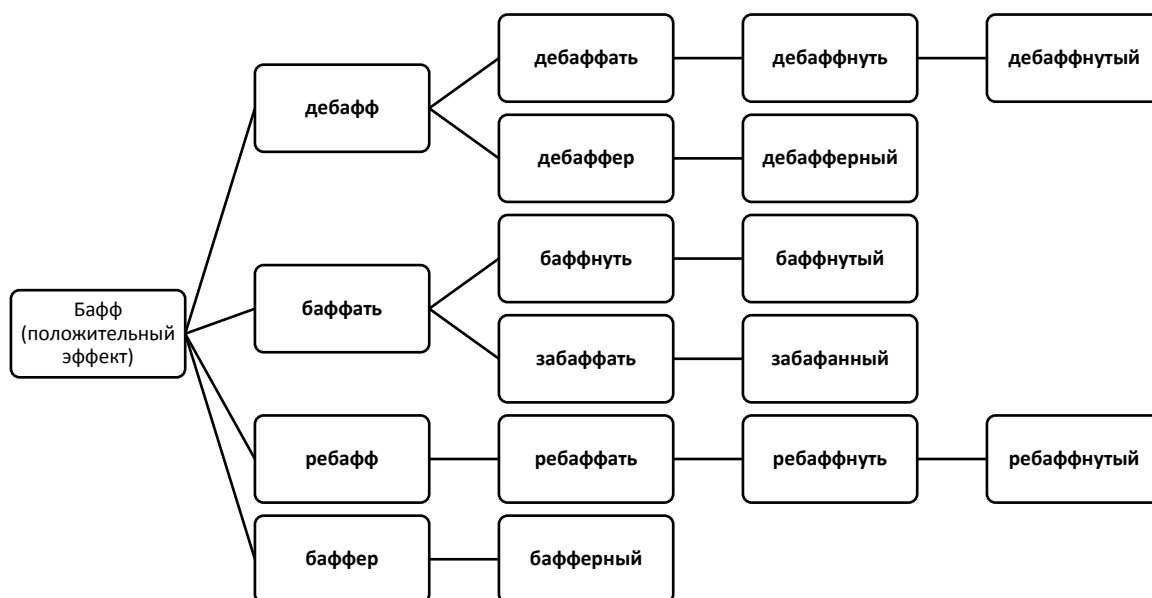 дебаффать
дебаффнуть
дебаффнутый
дебафф
дебаффер
дебafферный
баффнуть
баффнутый
Бафф
(положительный
эффект)
баффать
забаффать
забафанный
ребафф
ребаффать
ребаффнуть
ребаффнутый
баффер
бафферный